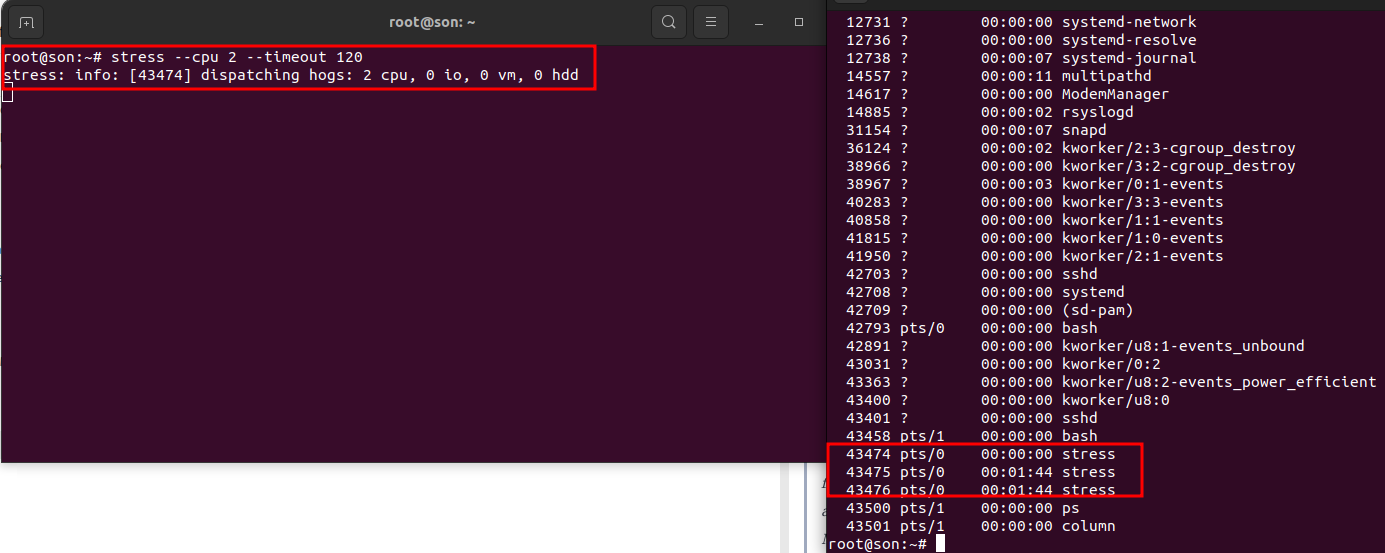 root@son: ~
root@son:~# stress --cpu 2 --timeout 120
stress: info: [43474] dispatching hogs: 2 cpu, 0 io, 0 vm, 0 hdd
12731 ? 00:00:00 systemd-network
12736 ? 00:00:00 systemd-resolve
12738 ? 00:00:07 systemd-journal
14557 ? 00:00:11 multipathd
14617 ? 00:00:00 ModemManager
14885 ? 00:00:02 rsyslogd
31154 ? 00:00:07 snapd
36124 ? 00:00:02 kworker/2:3-cgroup_destroy
38966 ? 00:00:00 kworker/3:2-cgroup_destroy
38967 ? 00:00:03 kworker/0:1-events
40283 ? 00:00:00 kworker/3:3-events
40858 ? 00:00:00 kworker/1:1-events
41815 ? 00:00:00 kworker/1:0-events
41950 ? 00:00:00 kworker/2:1-events
42703 ? 00:00:00 sshd
42708 ? 00:00:00 systemd
42709 ? 00:00:00 (sd-pam)
42793 pts/0 00:00:00 bash
42891 ? 00:00:00 kworker/u8:1-events_unbound
43031 ? 00:00:00 kworker/0:2
43363 ? 00:00:00 kworker/u8:2-events_power_efficient
43400 ? 00:00:00 kworker/u8:0
43401 ? 00:00:00 sshd
43458 pts/1 00:00:00 bash
43474 pts/0 00:00:00 stress
43475 pts/0 00:01:44 stress
43476 pts/0 00:01:44 stress
43500 pts/1 00:00:00 ps
43501 pts/1 00:00:00 column
root@son:~#